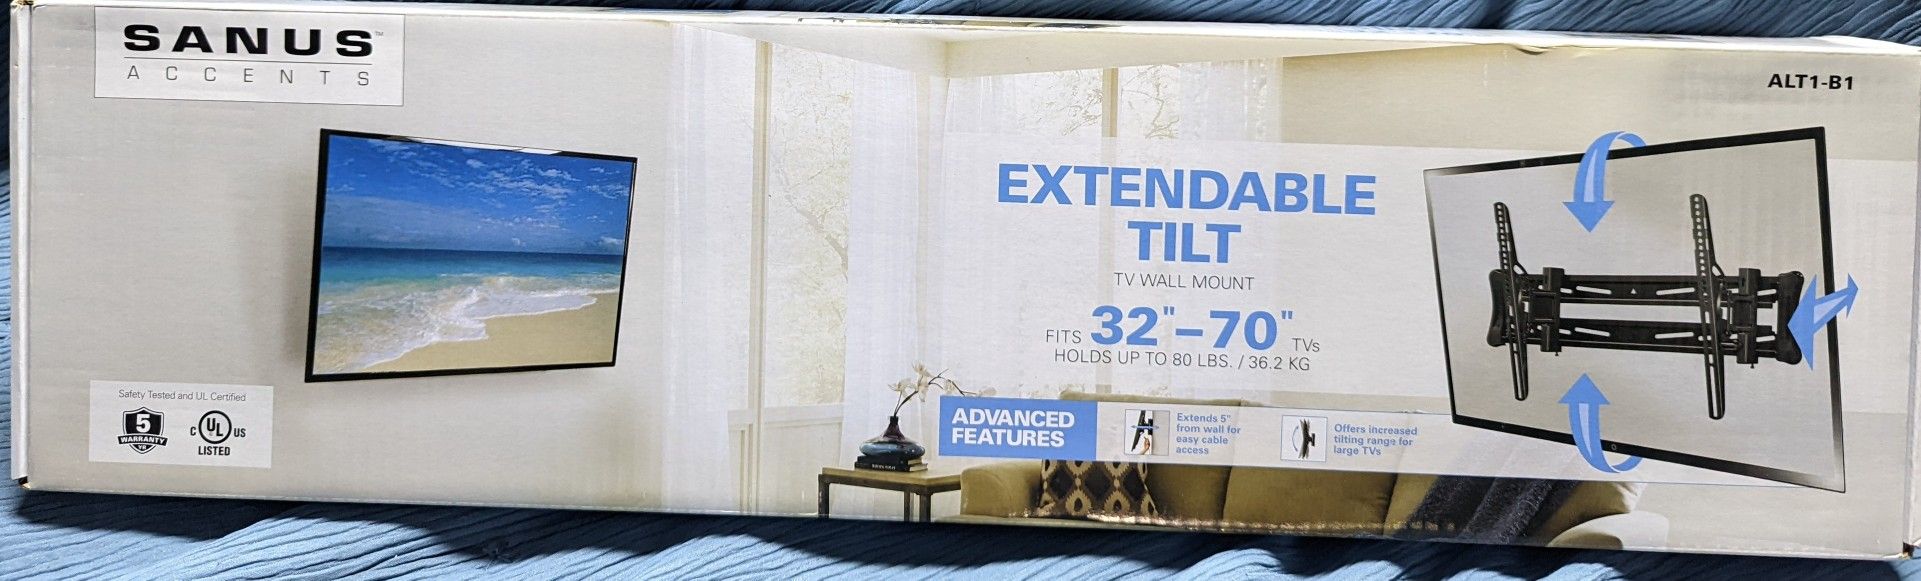 SANUS™
ACCENTS
ALT1-B1
EXTENDABLE
TILT
TV WALL MOUNT
FITS 32"–70" TVs
HOLDS UP TO 80 LBS. / 36.2 KG
Safety Tested and UL Certified
5
WARRANTY
YR
C UL US
LISTED
ADVANCED
FEATURES
Extends 5"
from wall for
easy cable
access
Offers increased
tilting range for
large TVs